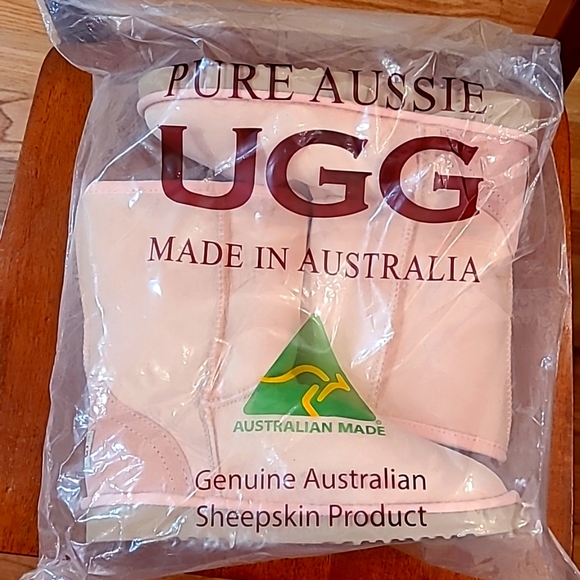 PURE AUSSIE
UGG
MADE IN AUSTRALIA
AUSTRALIAN MADE
Genuine Australian
Sheepskin Product